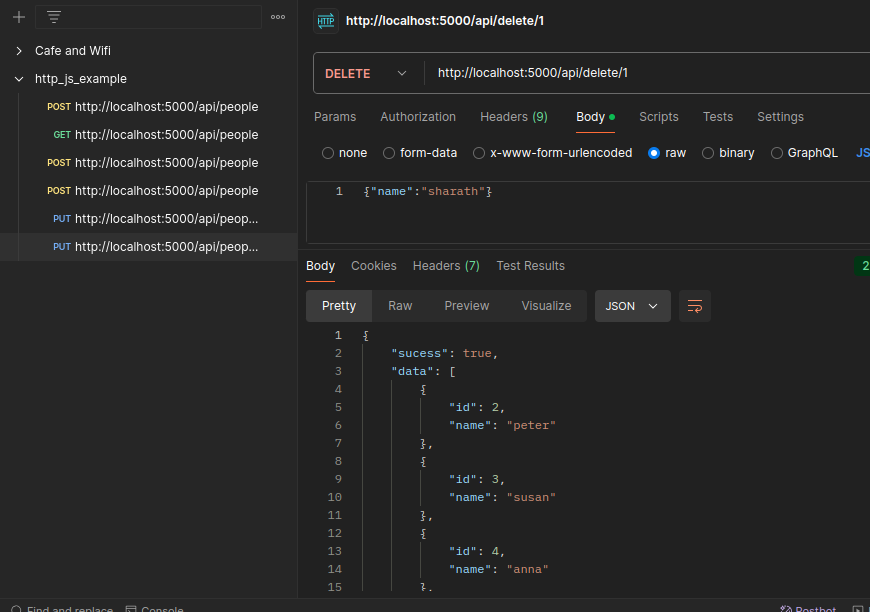 HTTP http://localhost:5000/api/delete/1
Cafe and Wifi
http_js_example
POST http://localhost:5000/api/people
GET http://localhost:5000/api/people
POST http://localhost:5000/api/people
POST http://localhost:5000/api/people
PUT http://localhost:5000/api/peop...
PUT http://localhost:5000/api/peop...
DELETE http://localhost:5000/api/delete/1
Params Authorization Headers (9) Body Scripts Tests Settings
none form-data x-www-form-urlencoded raw binary GraphQL JS
1 {"name":"sharath"}
Body Cookies Headers (7) Test Results 2
Pretty Raw Preview Visualize JSON
1 {
2 "sucess": true,
3 "data": [
4 {
5 "id": 2,
6 "name": "peter"
7 },
8 {
9 "id": 3,
10 "name": "susan"
11 },
12 {
13 "id": 4,
14 "name": "anna"
15 },
Find and replace Console Postbot